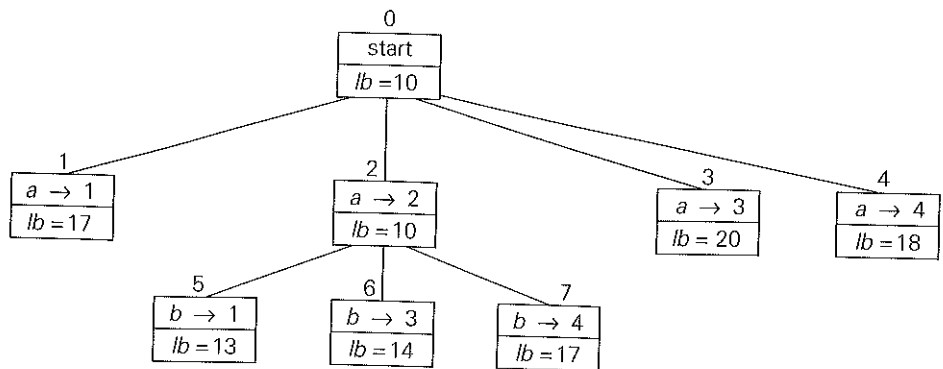 0
start
lb = 10
1
a → 1
lb = 17
2
a → 2
lb = 10
3
a → 3
lb = 20
4
a → 4
lb = 18
5
b → 1
lb = 13
6
b → 3
lb = 14
7
b → 4
lb = 17